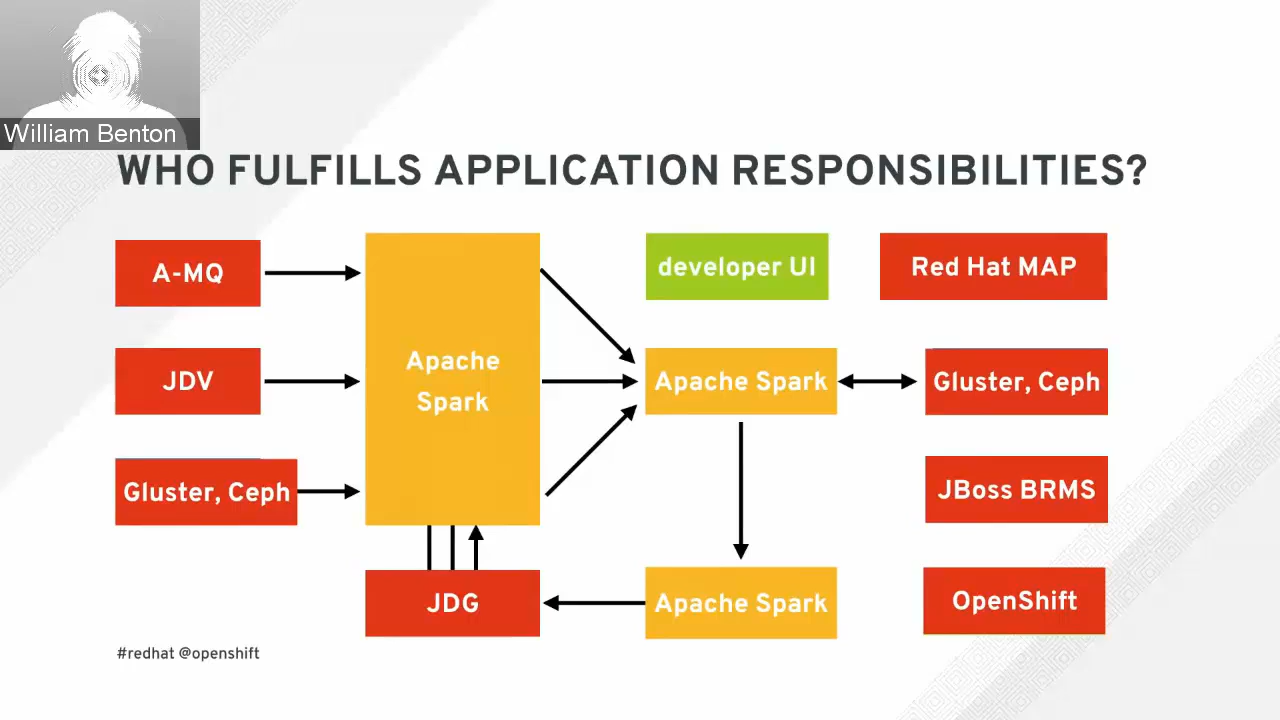 William Benton
WHO FULFILLS APPLICATION RESPONSIBILITIES?
A-MQ
JDV
Gluster, Ceph
Apache
Spark
JDG
developer UI
Apache Spark
Apache Spark
Red Hat MAP
Gluster, Ceph
JBoss BRMS
OpenShift
#redhat @openshift